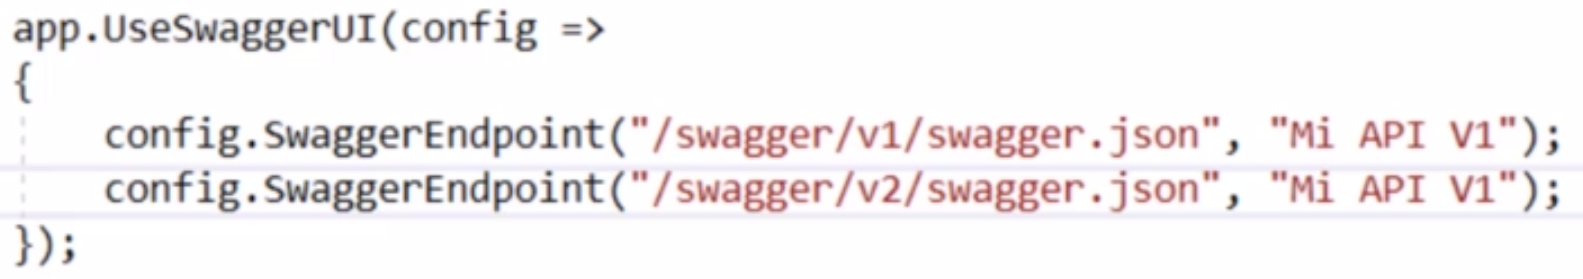 app.UseSwaggerUI(config =>
{
    config.SwaggerEndpoint("/swagger/v1/swagger.json", "Mi API V1");
    config.SwaggerEndpoint("/swagger/v2/swagger.json", "Mi API V1");
});